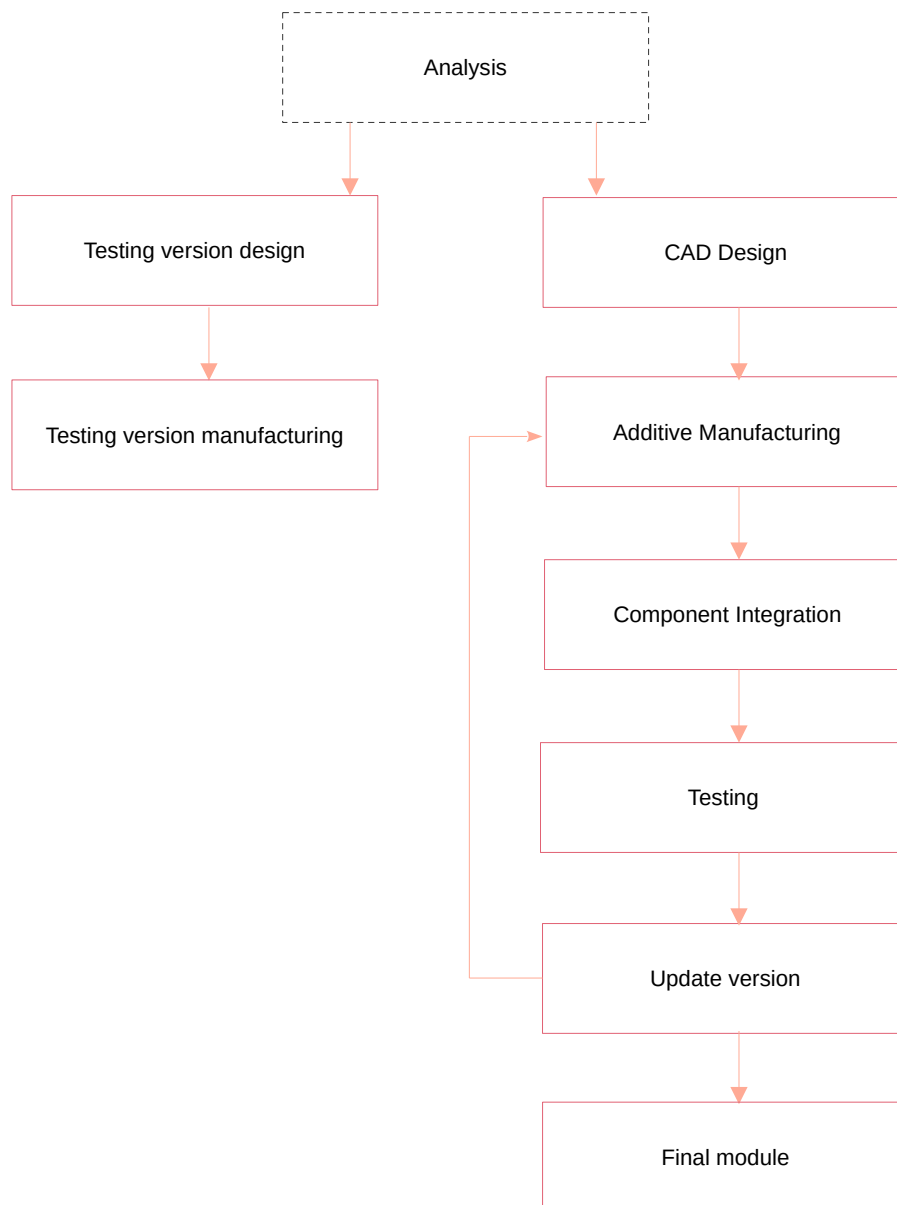 Analysis
Testing version design
CAD Design
Testing version manufacturing
Additive Manufacturing
Component Integration
Testing
Update version
Final module